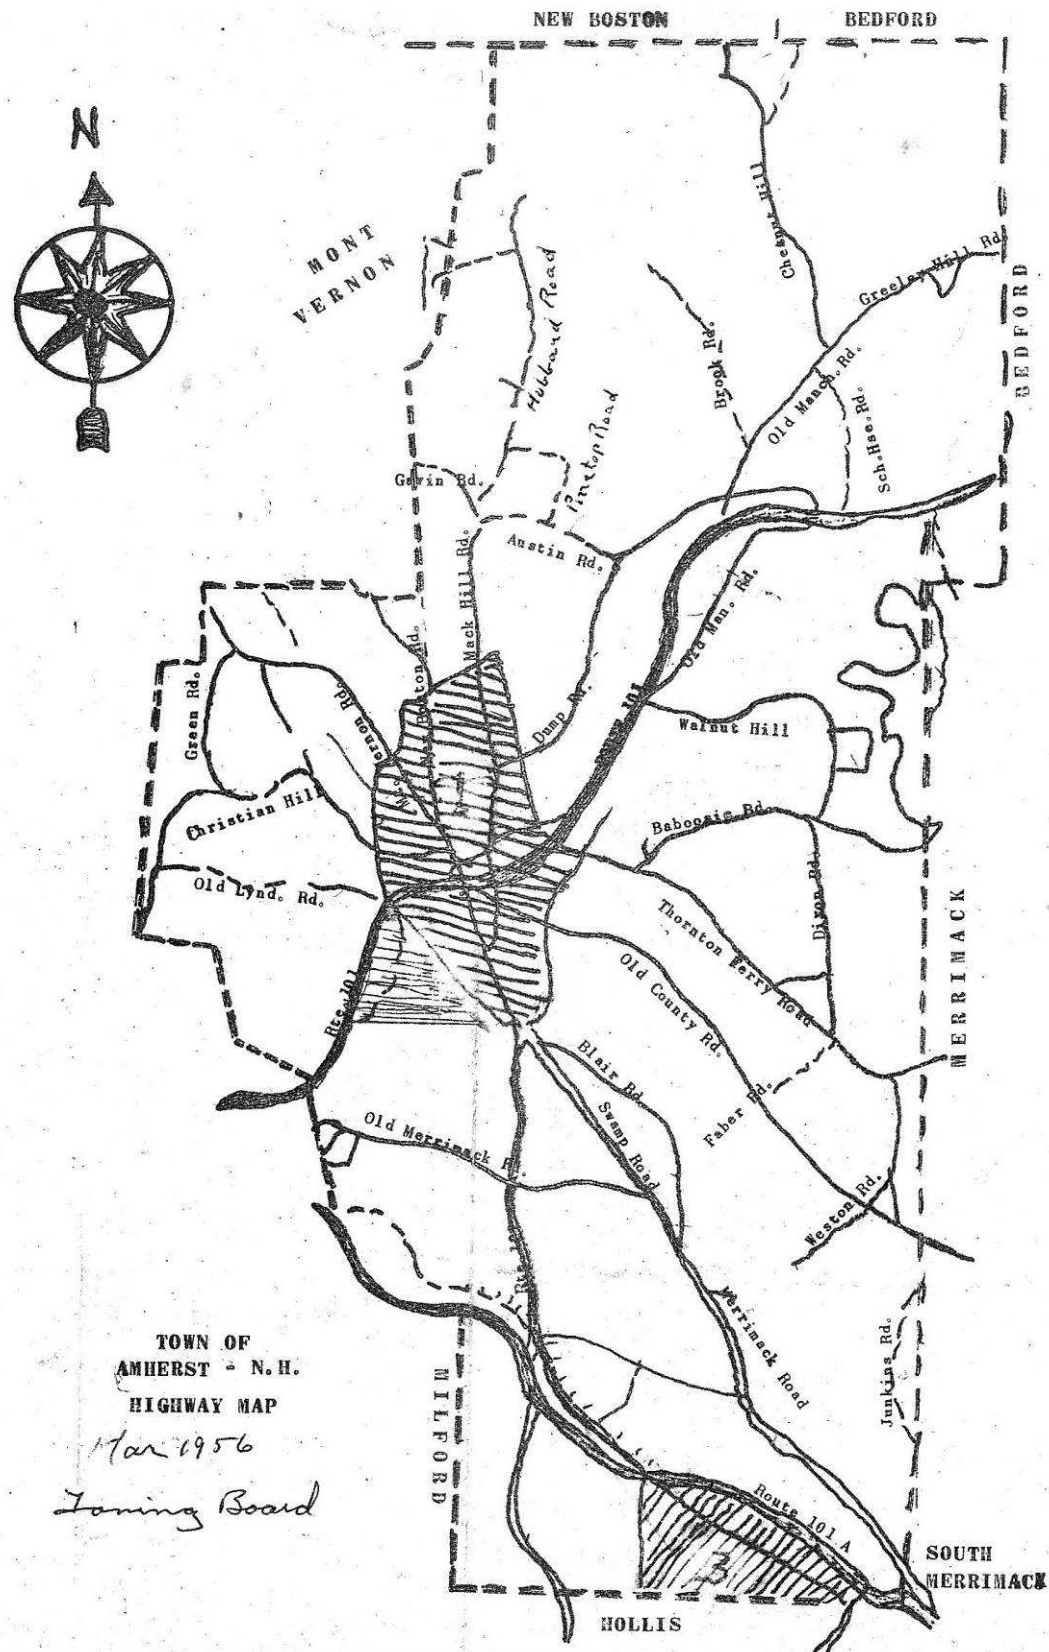 NEW BOSTON
BEDFORD
N
MONT
VERNON
Chesnut Hill
Greeley Hill Rd.
BEDFORD
Hubbard Road
Brook Rd.
Old Manch. Rd.
Sch.Hse.Rd.
Pinetop Road
Gavin Rd.
Austin Rd.
Mack Hill Rd.
Old Man. Rd.
Green Rd.
Dump Rd.
Walnut Hill
Christian Hill
Baboosic Rd.
Old Lynd. Rd.
Dixon Rd.
Thornton Ferry Road
Old County Rd.
MERRIMACK
Rte. 101
Blair Rd.
Faber Rd.
Swamp Road
Old Merrimack Rd.
Weston Rd.
Merrimack Road
Junkins Rd.
TOWN OF
AMHERST - N.H.
HIGHWAY MAP
Mar 1956
Zoning Board
MILFORD
Route 101 A
3
SOUTH
MERRIMACK
HOLLIS